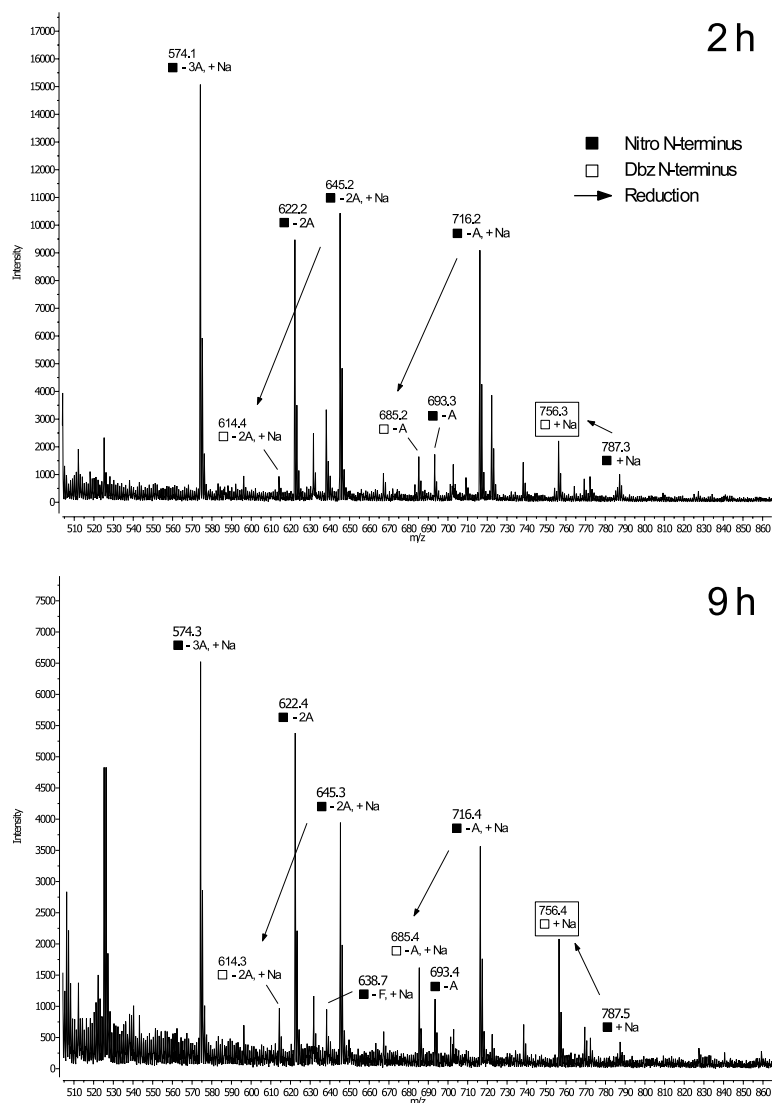 2 h
17000
16000
15000
14000
13000
12000
11000
10000
9000
8000
7000
6000
5000
4000
3000
2000
1000
0
Intensity
574.1
■ - 3A, + Na
■ Nitro N-terminus
□ Dbz N-terminus
→ Reduction
645.2
■ - 2A, + Na
622.2
■ - 2A
716.2
■ - A, + Na
614.4
□ - 2A, + Na
685.2
□ - A
693.3
■ - A
756.3
□ + Na
787.3
■ + Na
510 520 530 540 550 560 570 580 590 600 610 620 630 640 650 660 670 680 690 700 710 720 730 740 750 760 770 780 790 800 810 820 830 840 850 860
m/z
9 h
7500
7000
6500
6000
5500
5000
4500
4000
3500
3000
2500
2000
1500
1000
500
0
Intensity
574.3
■ - 3A, + Na
622.4
■ - 2A
645.3
■ - 2A, + Na
716.4
■ - A, + Na
614.3
□ - 2A, + Na
638.7
■ - F, + Na
685.4
□ - A, + Na
693.4
■ - A
756.4
□ + Na
787.5
■ + Na
510 520 530 540 550 560 570 580 590 600 610 620 630 640 650 660 670 680 690 700 710 720 730 740 750 760 770 780 790 800 810 820 830 840 850 860
m/z